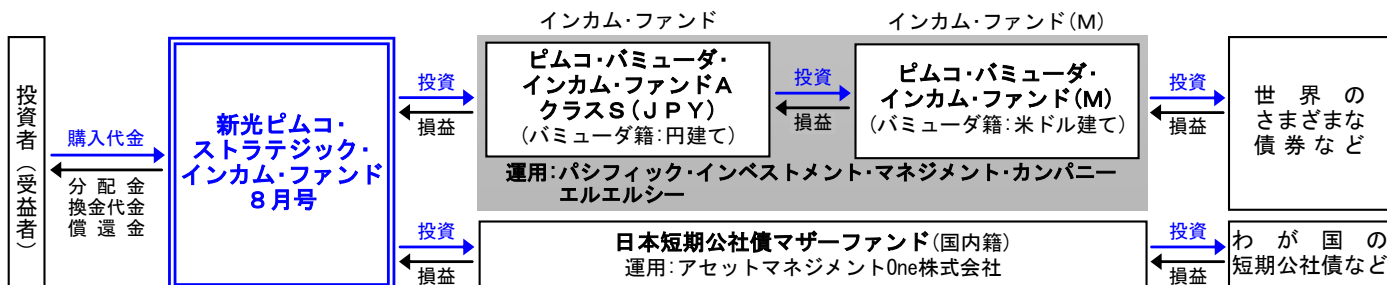 インカム・ファンド
インカム・ファンド(M)
投資者(受益者)
購入代金
分配金
換金代金
償還金
新光ピムコ・
ストラテジック・
インカム・ファンド
8月号
投資
損益
ピムコ・バミューダ・
インカム・ファンドA
クラスS(JPY)
(バミューダ籍:円建て)
投資
損益
ピムコ・バミューダ・
インカム・ファンド(M)
(バミューダ籍:米ドル建て)
運用:パシフィック・インベストメント・マネジメント・カンパニー
エルエルシー
投資
損益
世界の
さまざまな
債券など
投資
損益
日本短期公社債マザーファンド(国内籍)
運用:アセットマネジメントOne株式会社
投資
損益
わが国の
短期公社債など